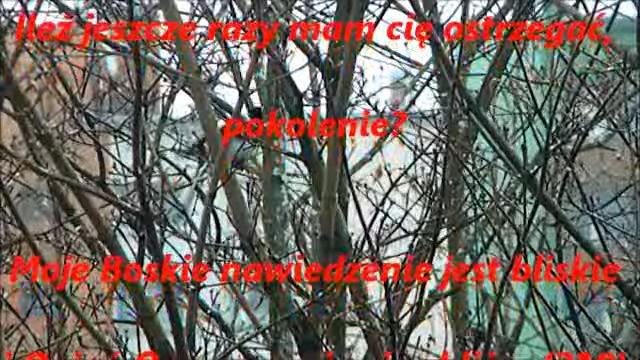 Ileż jeszcze razy mam cię ostrzegać,
pokolenie?
Moje Boskie nawiedzenie jest bliskie